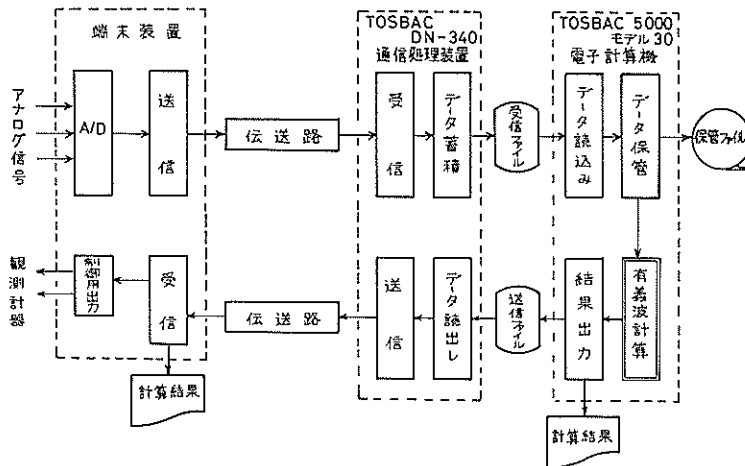 端末装置
TOSBAC
DN-340
通信処理装置
TOSBAC 5000
モデル30
電子計算機
アナログ信号
A/D
送信
伝送路
受信
データ蓄積
受信ファイル
データ読込み
データ保管
保管ファイル
観測計器
制御用出力
受信
伝送路
送信
データ読出し
送信ファイル
結果出力
有義波計算
計算結果
計算結果